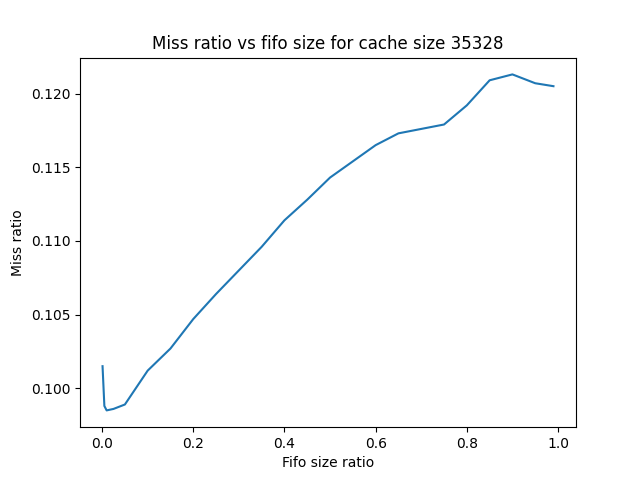 Miss ratio vs fifo size for cache size 35328
Miss ratio
0.120
0.115
0.110
0.105
0.100
0.0 0.2 0.4 0.6 0.8 1.0
Fifo size ratio